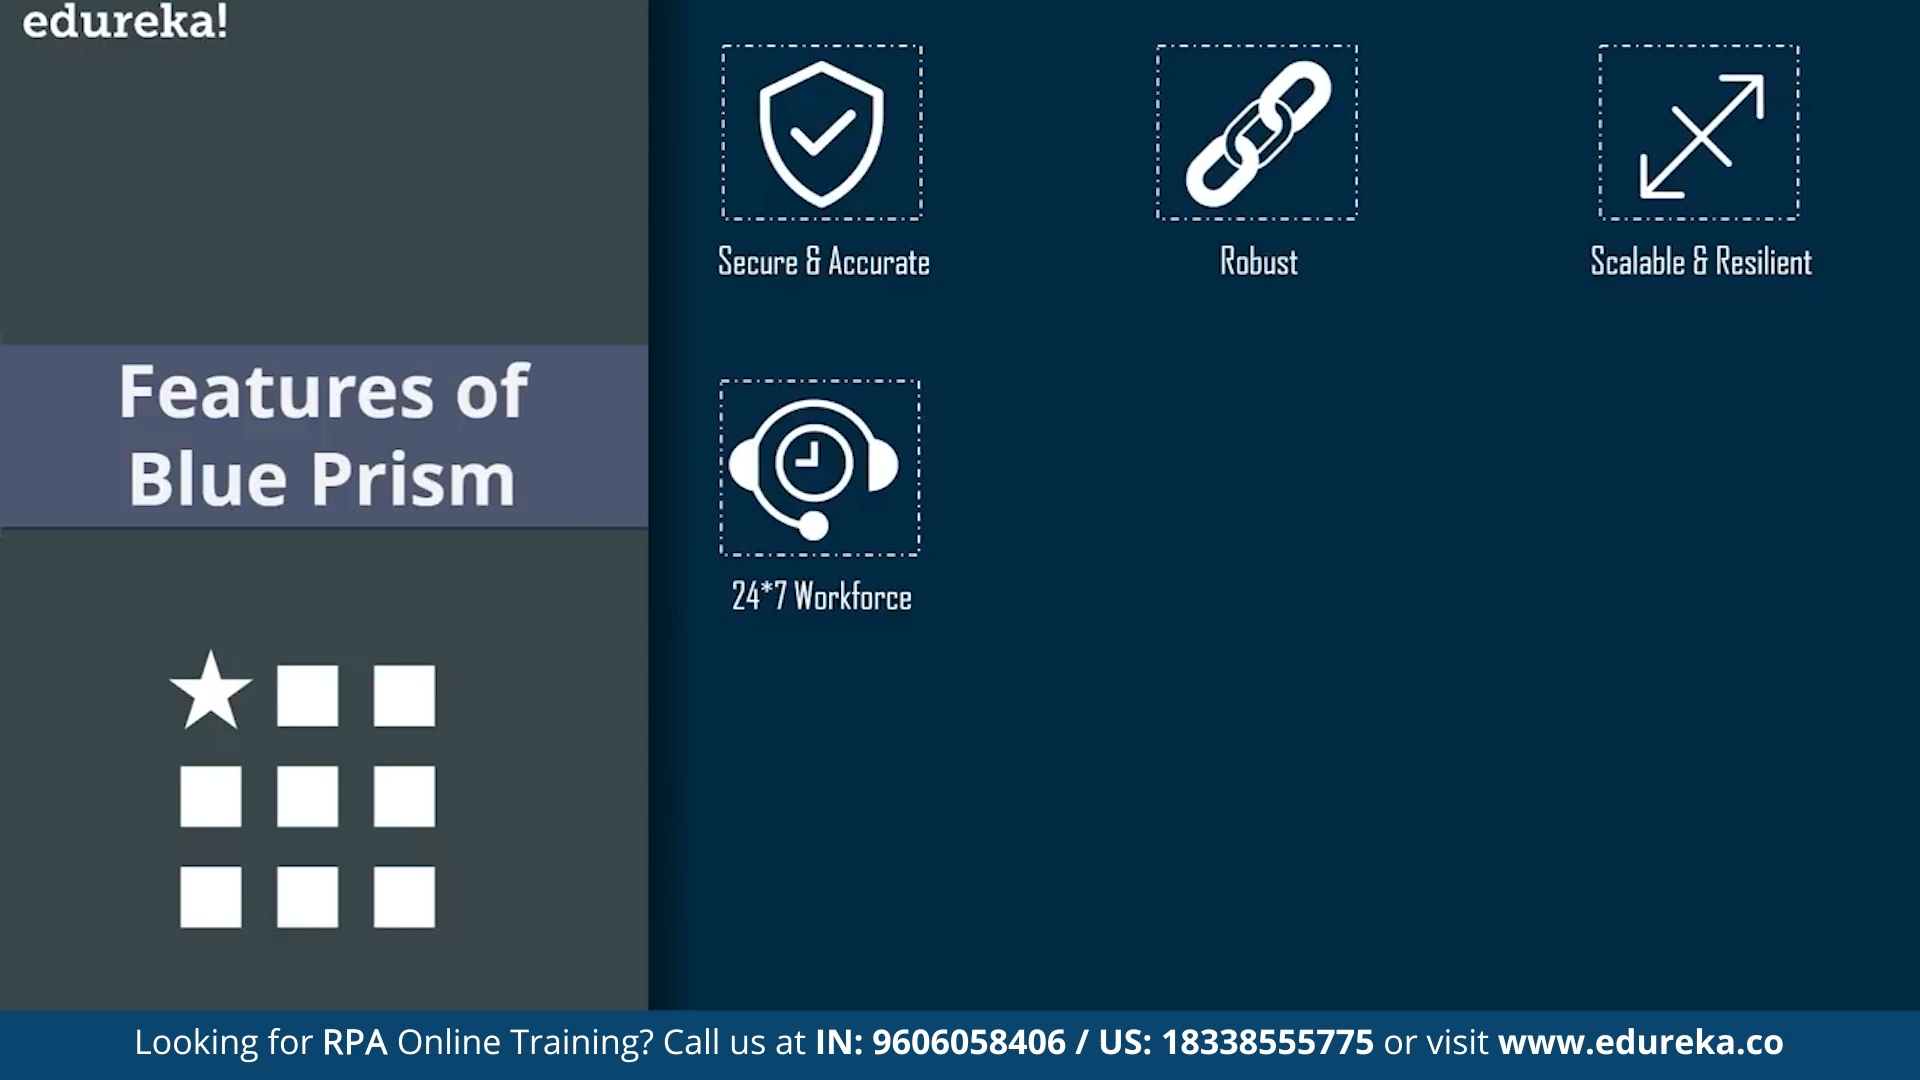 edureka!
Features of
Blue Prism
Secure & Accurate
Robust
Scalable & Resilient
24*7 Workforce
Looking for RPA Online Training? Call us at IN: 9606058406 / US: 18338555775 or visit www.edureka.co